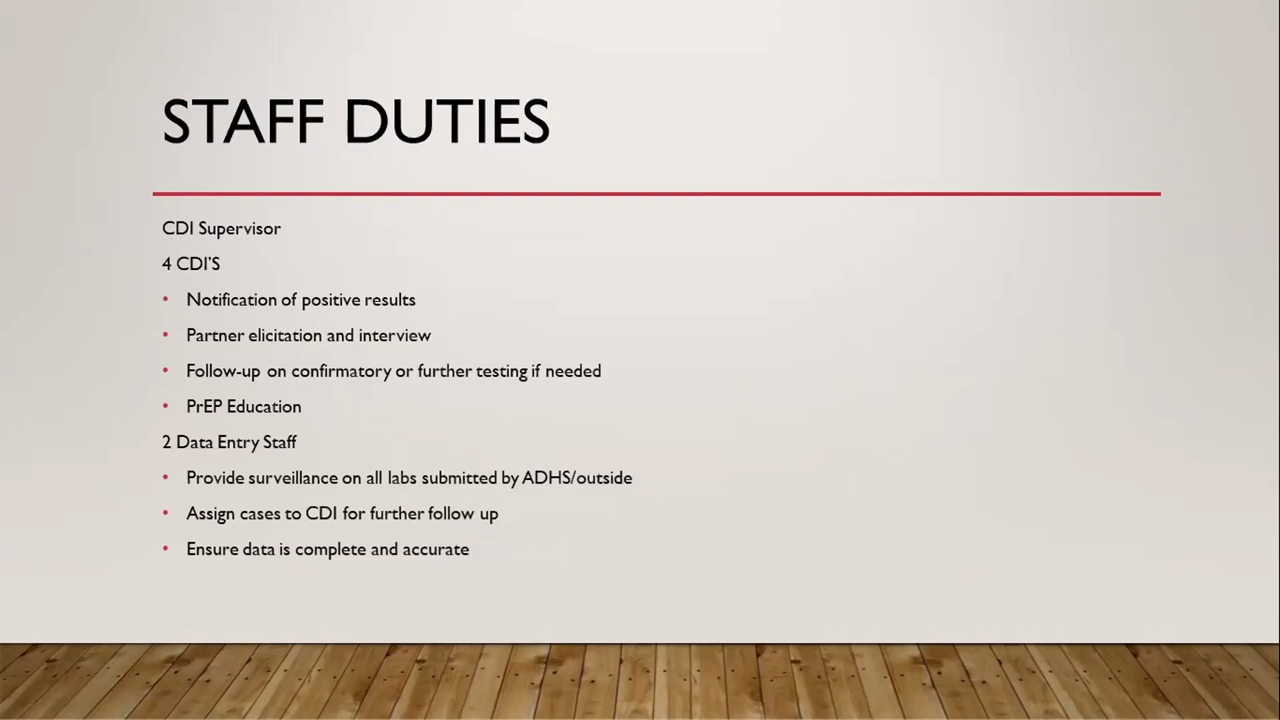 STAFF DUTIES
CDI Supervisor
4 CDI'S
• Notification of positive results
• Partner elicitation and interview
• Follow-up on confirmatory or further testing if needed
• PrEP Education
2 Data Entry Staff
• Provide surveillance on all labs submitted by ADHS/outside
• Assign cases to CDI for further follow up
• Ensure data is complete and accurate